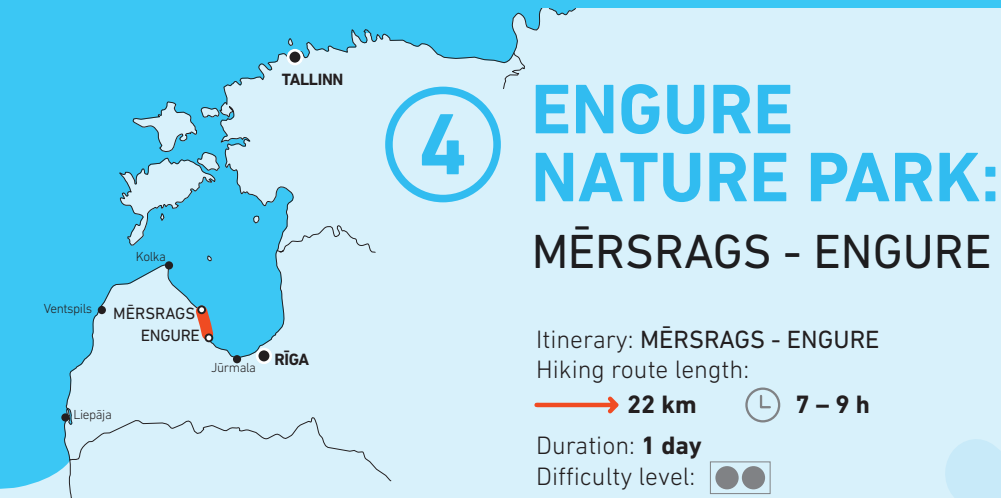 TALLINN
4
ENGURE
NATURE PARK:
MĒRSRAGS - ENGURE
Kolka
Ventspils
MĒRSRAGS
ENGURE
Jūrmala
RĪGA
Liepāja
Itinerary: MĒRSRAGS - ENGURE
Hiking route length:
22 km 7 – 9 h
Duration: 1 day
Difficulty level: